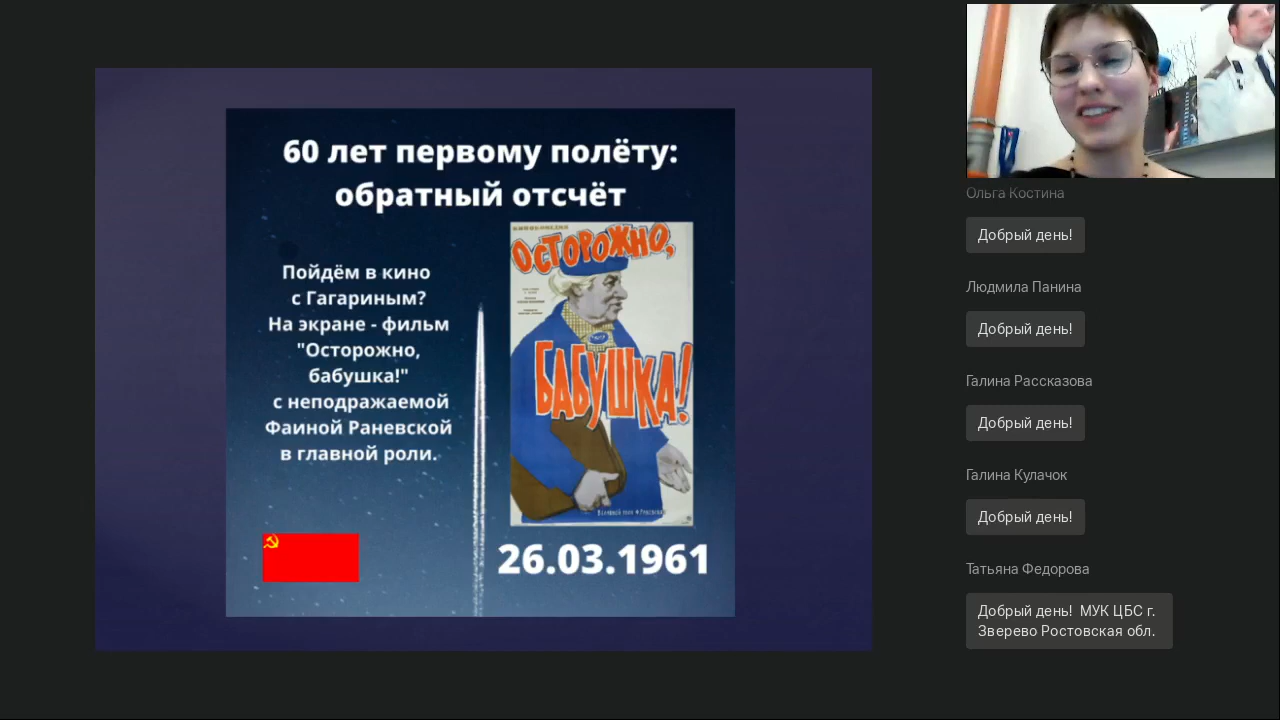 60 лет первому полёту:
обратный отсчёт
Пойдём в кино
с Гагариным?
На экране - фильм
"Осторожно,
бабушка!"
с неподражаемой
Фаиной Раневской
в главной роли.
ОСТОРОЖНО,
БАБУШКА!
26.03.1961
Ольга Костина
Добрый день!
Людмила Панина
Добрый день!
Галина Рассказова
Добрый день!
Галина Кулачок
Добрый день!
Татьяна Федорова
Добрый день!  МУК ЦБС г.
Зверево Ростовская обл.